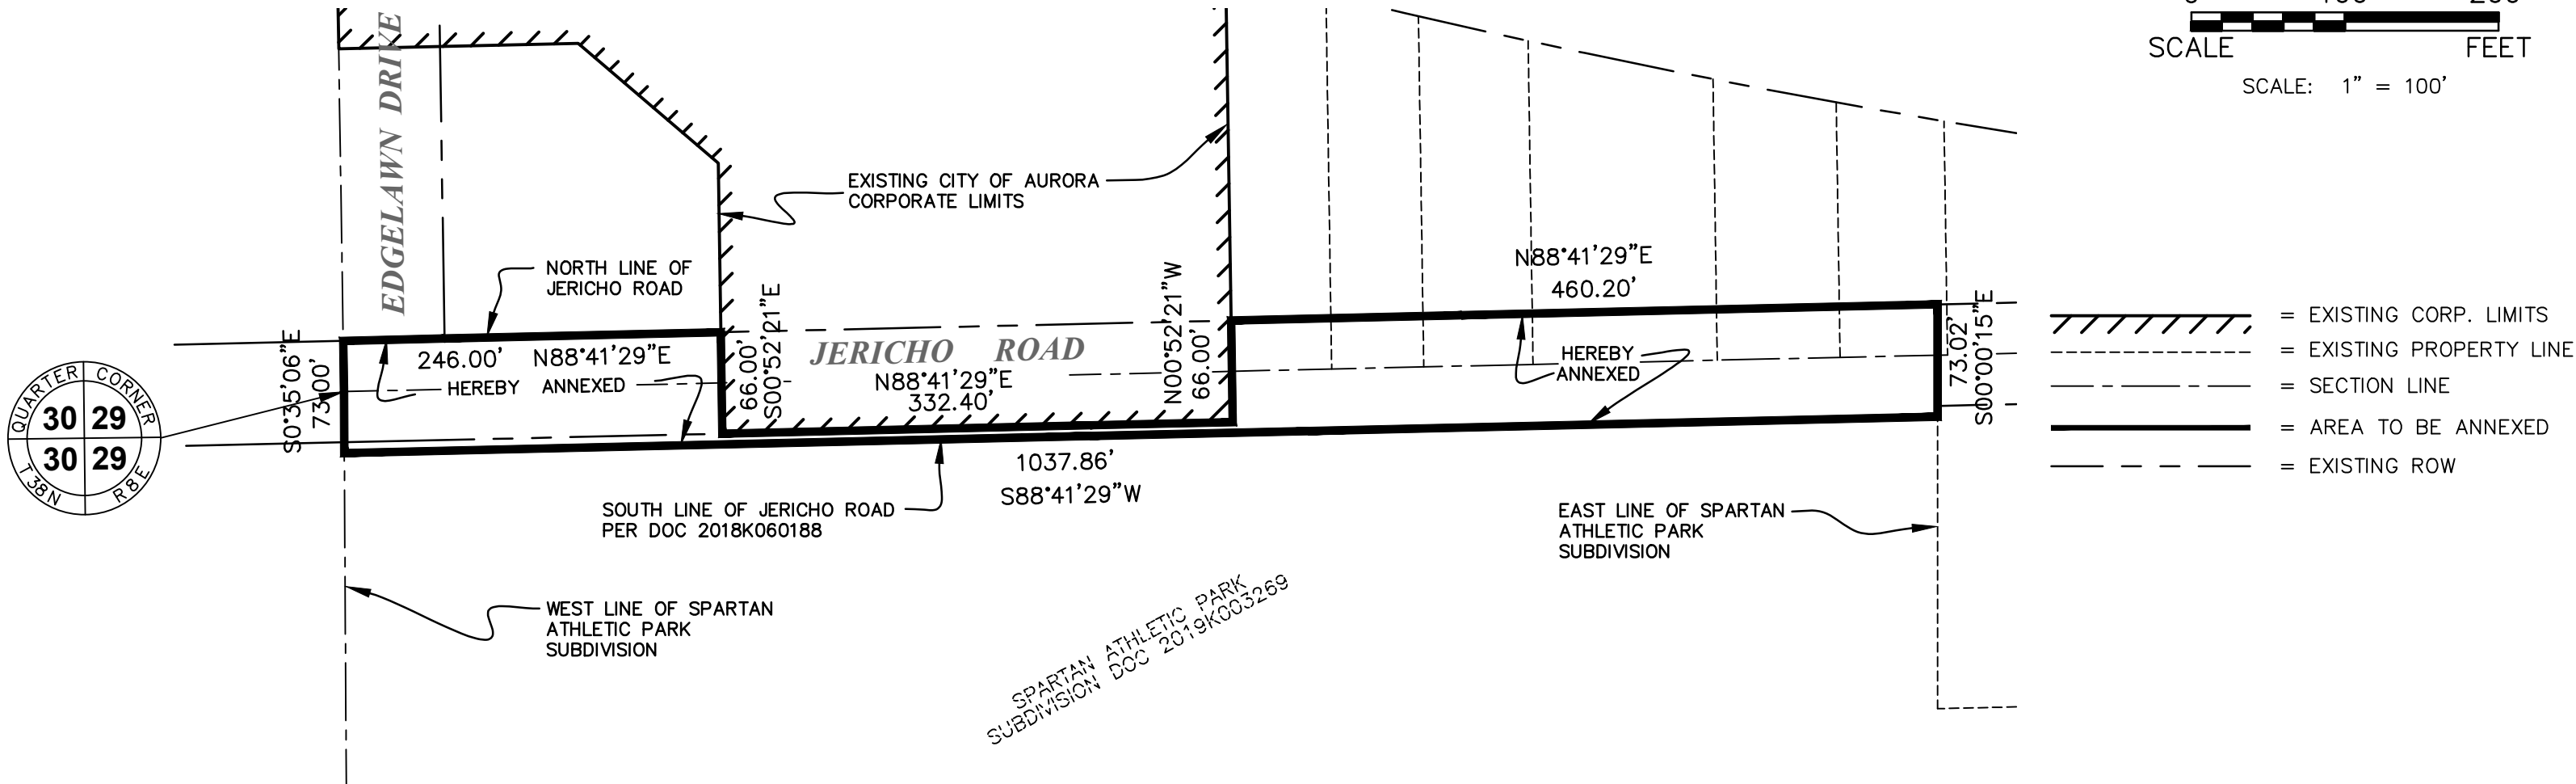 SCALE
FEET
SCALE: 1" = 100'
EDGELAWN DRIVE
EXISTING CITY OF AURORA
CORPORATE LIMITS
NORTH LINE OF
JERICHO ROAD
N88°41'29"E
460.20'
S0°35'06"E
73.00'
246.00' N88°41'29"E
HEREBY ANNEXED
66.00'
S00°52'21"E
JERICHO ROAD
N88°41'29"E
332.40'
N00°52'21"W
66.00'
HEREBY
ANNEXED
73.02'
S00°00'15"E
QUARTER CORNER
30 29
30 29
T38N R8E
1037.86'
S88°41'29"W
SOUTH LINE OF JERICHO ROAD
PER DOC 2018K060188
EAST LINE OF SPARTAN
ATHLETIC PARK
SUBDIVISION
WEST LINE OF SPARTAN
ATHLETIC PARK
SUBDIVISION
SPARTAN ATHLETIC PARK
SUBDIVISION DOC 2019K003269
= EXISTING CORP. LIMITS
= EXISTING PROPERTY LINE
= SECTION LINE
= AREA TO BE ANNEXED
= EXISTING ROW